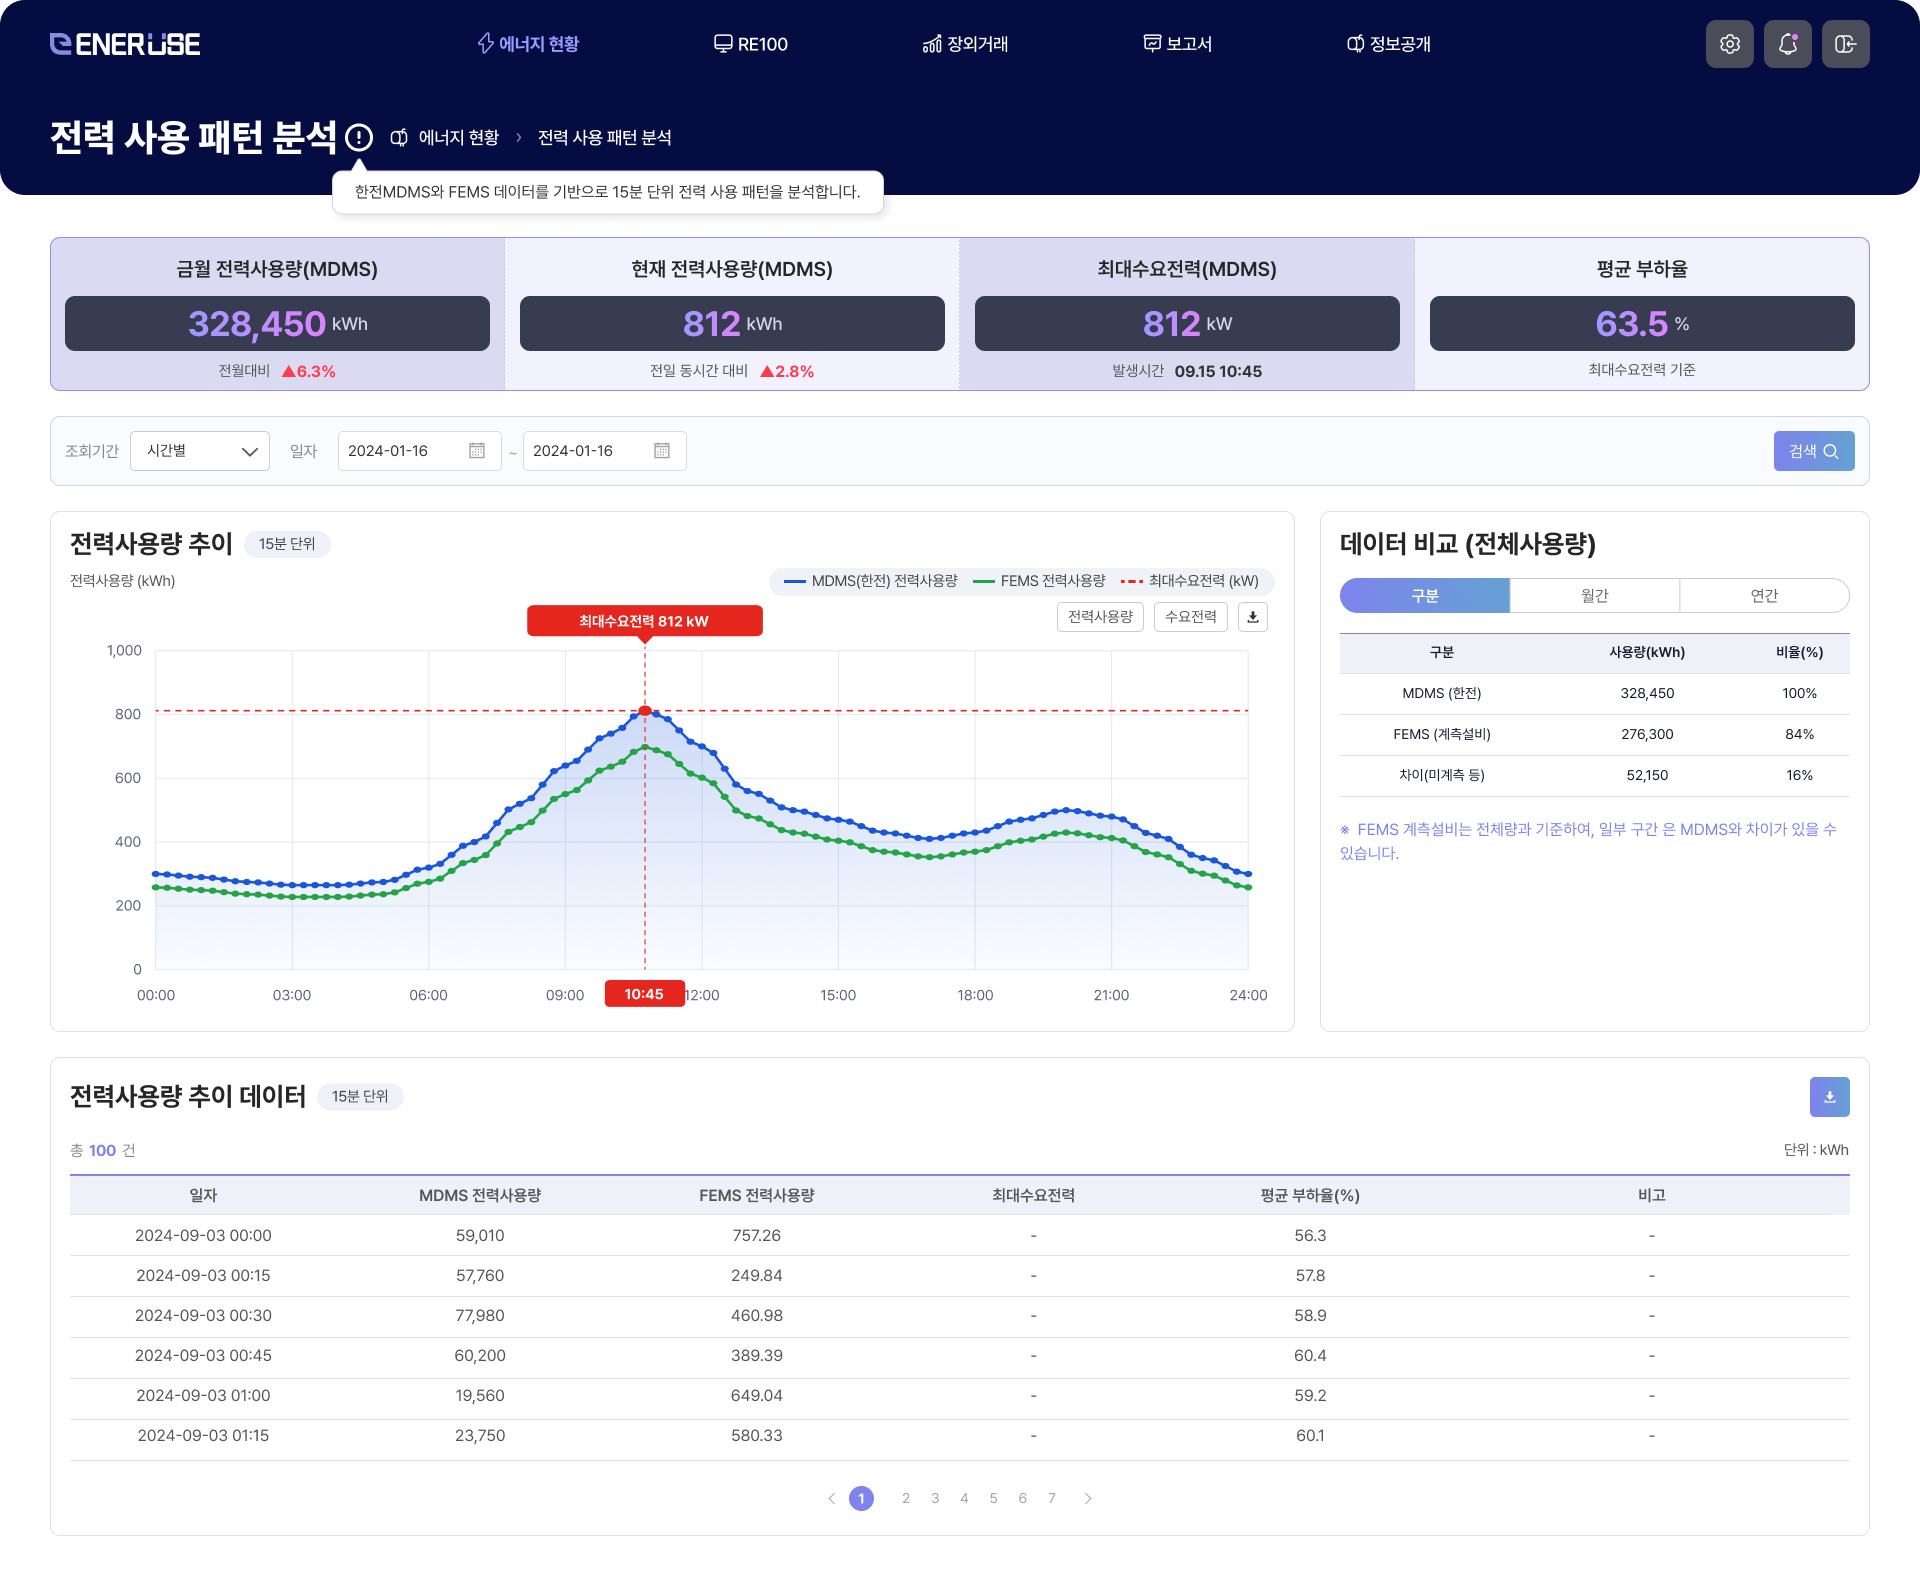 ENERUSE
에너지 현황
RE100
장외거래
보고서
정보공개
전력 사용 패턴 분석
에너지 현황 › 전력 사용 패턴 분석
한전MDMS와 FEMS 데이터를 기반으로 15분 단위 전력 사용 패턴을 분석합니다.
금월 전력사용량(MDMS)
328,450 kWh
전월대비 ▲6.3%
현재 전력사용량(MDMS)
812 kWh
전일 동시간 대비 ▲2.8%
최대수요전력(MDMS)
812 kW
발생시간 09.15 10:45
평균 부하율
63.5 %
최대수요전력 기준
조회기간 시간별 일자 2024-01-16 ~ 2024-01-16 검색
전력사용량 추이 15분 단위
전력사용량 (kWh)
MDMS(한전) 전력사용량 FEMS 전력사용량 최대수요전력 (kW)
전력사용량 수요전력
최대수요전력 812 kW
1,000
800
600
400
200
0
00:00 03:00 06:00 09:00 10:45 12:00 15:00 18:00 21:00 24:00
데이터 비교 (전체사용량)
구분 월간 연간
구분 사용량(kWh) 비율(%)
MDMS (한전) 328,450 100%
FEMS (계측설비) 276,300 84%
차이(미계측 등) 52,150 16%
※ FEMS 계측설비는 전체량과 기준하여, 일부 구간 은 MDMS와 차이가 있을 수
있습니다.
전력사용량 추이 데이터 15분 단위
총 100 건
단위 : kWh
일자 MDMS 전력사용량 FEMS 전력사용량 최대수요전력 평균 부하율(%) 비고
2024-09-03 00:00 59,010 757.26 - 56.3 -
2024-09-03 00:15 57,760 249.84 - 57.8 -
2024-09-03 00:30 77,980 460.98 - 58.9 -
2024-09-03 00:45 60,200 389.39 - 60.4 -
2024-09-03 01:00 19,560 649.04 - 59.2 -
2024-09-03 01:15 23,750 580.33 - 60.1 -
1 2 3 4 5 6 7